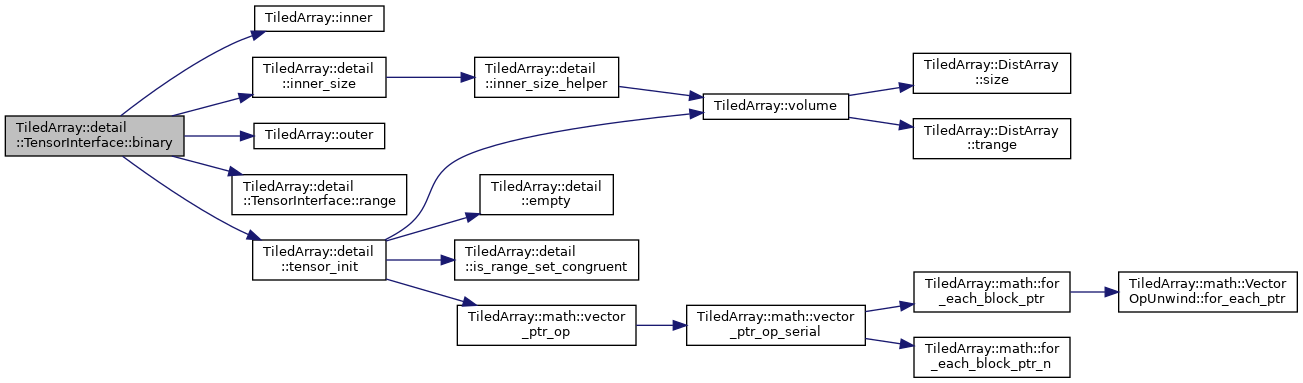 TiledArray::detail
::TensorInterface::binary
TiledArray::inner
TiledArray::detail
::inner_size
TiledArray::outer
TiledArray::detail
::TensorInterface::range
TiledArray::detail
::tensor_init
TiledArray::detail
::inner_size_helper
TiledArray::volume
TiledArray::DistArray
::size
TiledArray::DistArray
::trange
TiledArray::detail
::empty
TiledArray::detail
::is_range_set_congruent
TiledArray::math::vector
_ptr_op
TiledArray::math::vector
_ptr_op_serial
TiledArray::math::for
_each_block_ptr
TiledArray::math::Vector
OpUnwind::for_each_ptr
TiledArray::math::for
_each_block_ptr_n